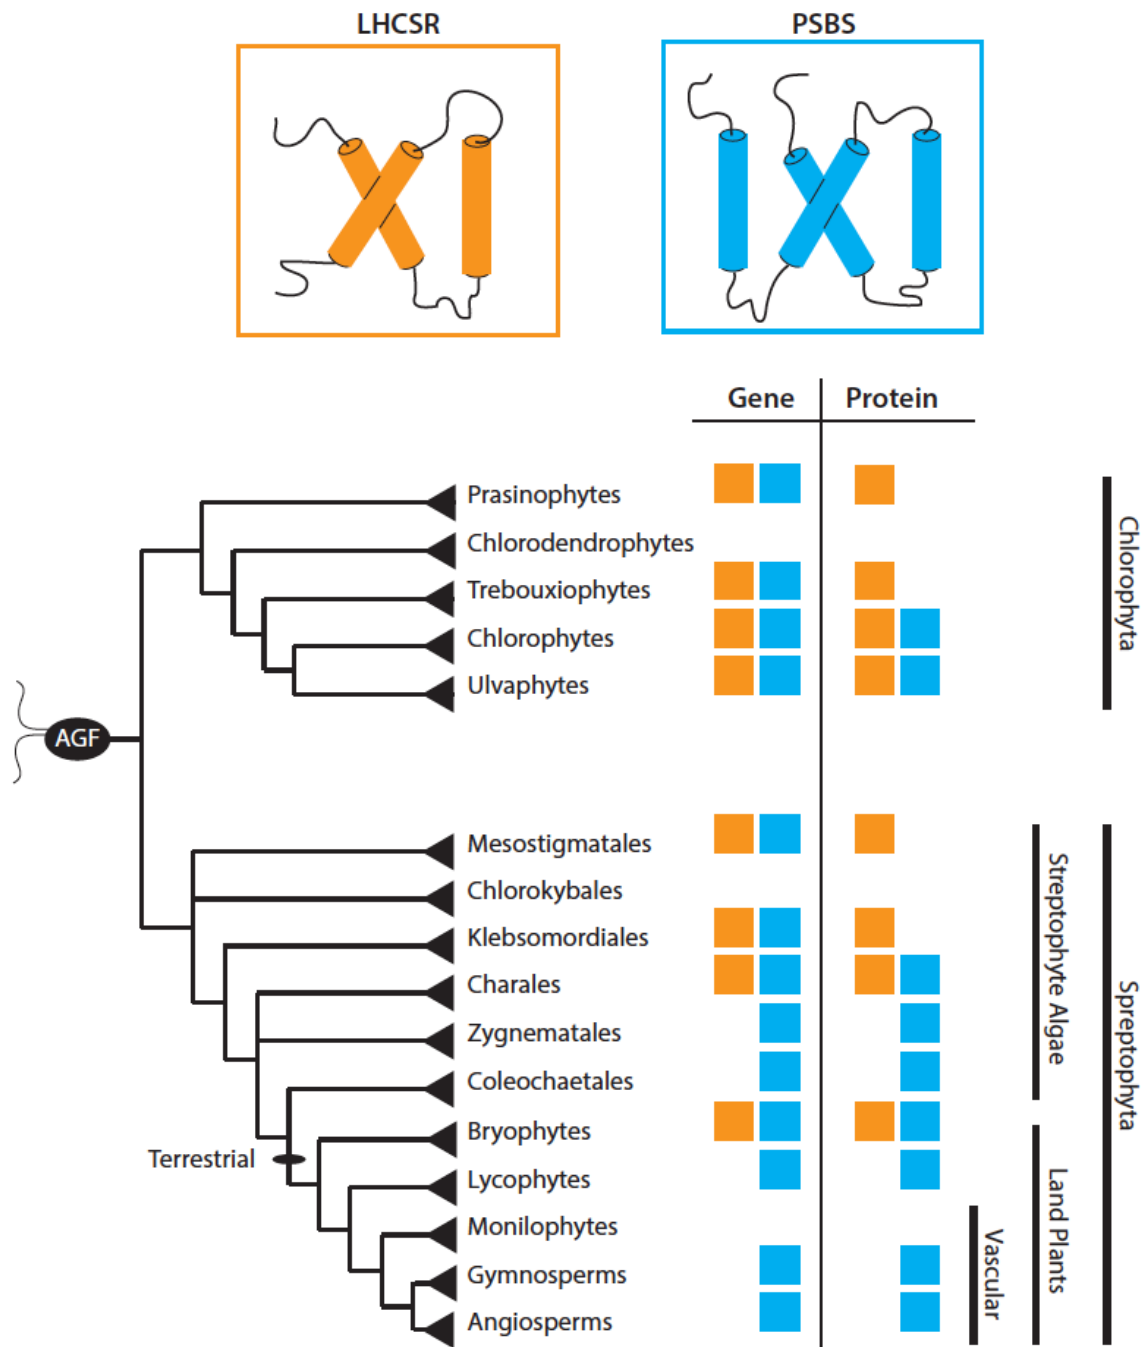 LHCSR
PSBS
Gene
Protein
Prasinophytes
Chlorodendrophytes
Trebouxiophytes
Chlorophytes
Ulvaphytes
Chlorophyta
AGF
Mesostigmatales
Chlorokybales
Klebsomordiales
Charales
Zygnematales
Coleochaetales
Bryophytes
Terrestrial
Lycophytes
Monilophytes
Gymnosperms
Angiosperms
Streptophyte Algae
Spreptophyta
Land Plants
Vascular